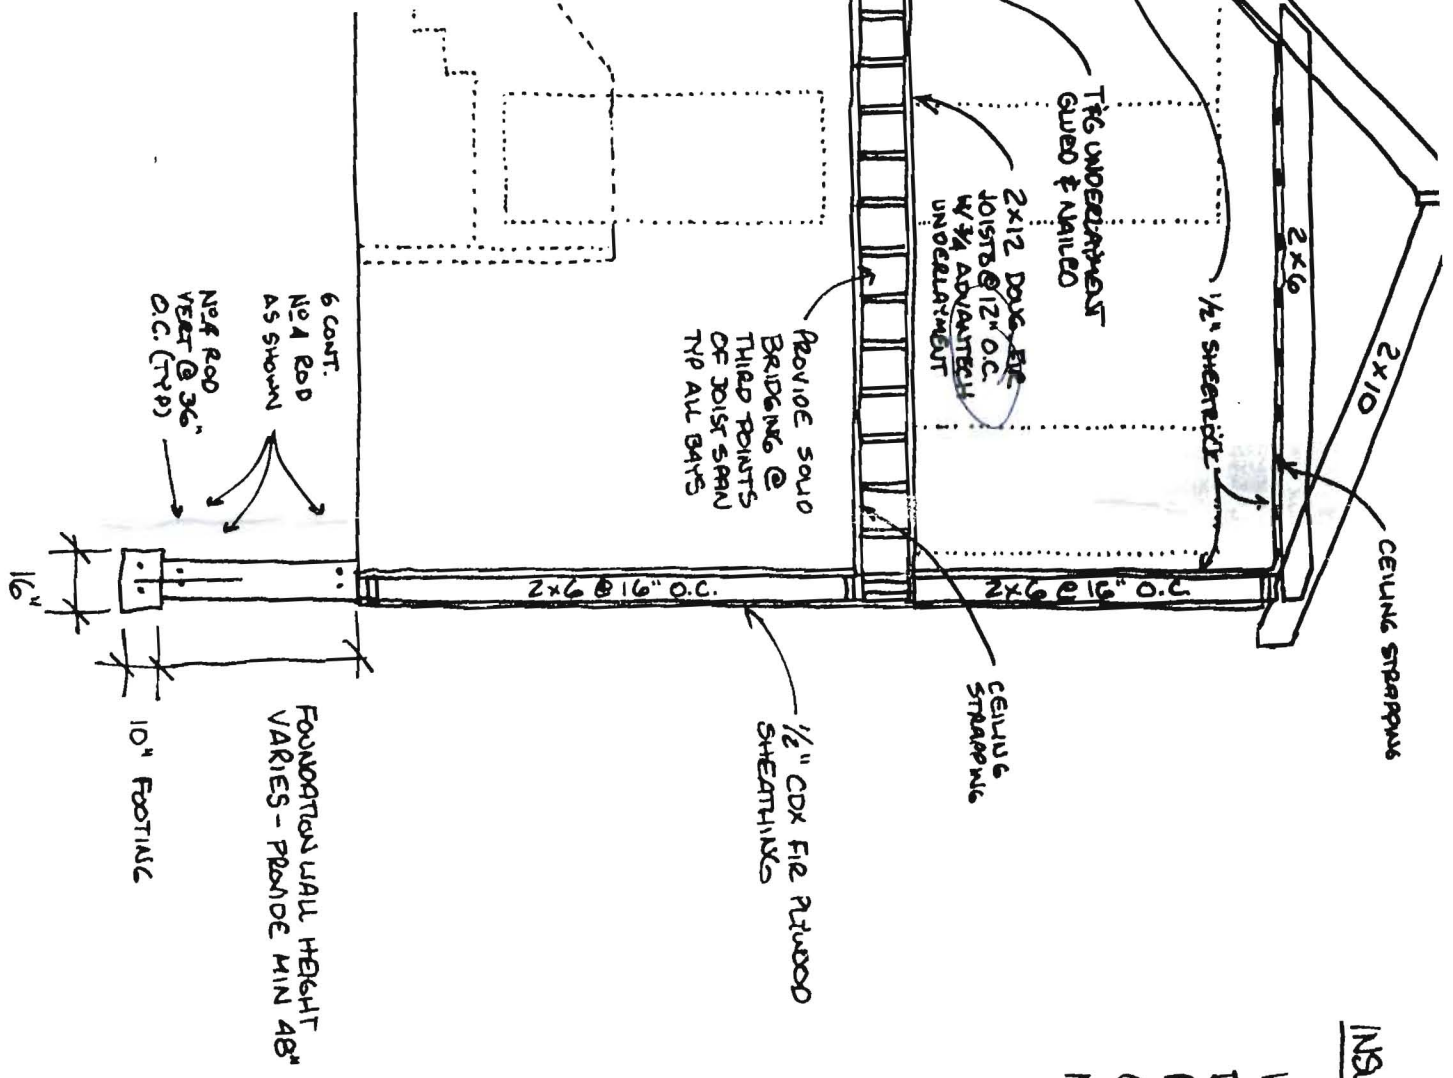 2x10
2x6
CEILING STRAPPING
1/2" SHEETROCK
T&G UNDERLAYMENT
GLUED & NAILED
2x12 DOUG FIR
JOISTS @ 12" O.C.
W/ 3/4 ADVANTECH
UNDERLAYMENT
2x6 @ 16" O.C.
PROVIDE SOLID
BRIDGING @
THIRD POINTS
OF JOIST SPAN
TYP ALL BAYS
CEILING
STRAPPING
2x6 @ 16" O.C.
1/2" CDX FIR PLYWOOD
SHEATHING
6 CONT.
No 4 ROD
AS SHOWN
No 4 ROD
VERT @ 36"
O.C. (TYP)
FOUNDATION WALL HEIGHT
VARIES - PROVIDE MIN 48"
10" FOOTING
16"